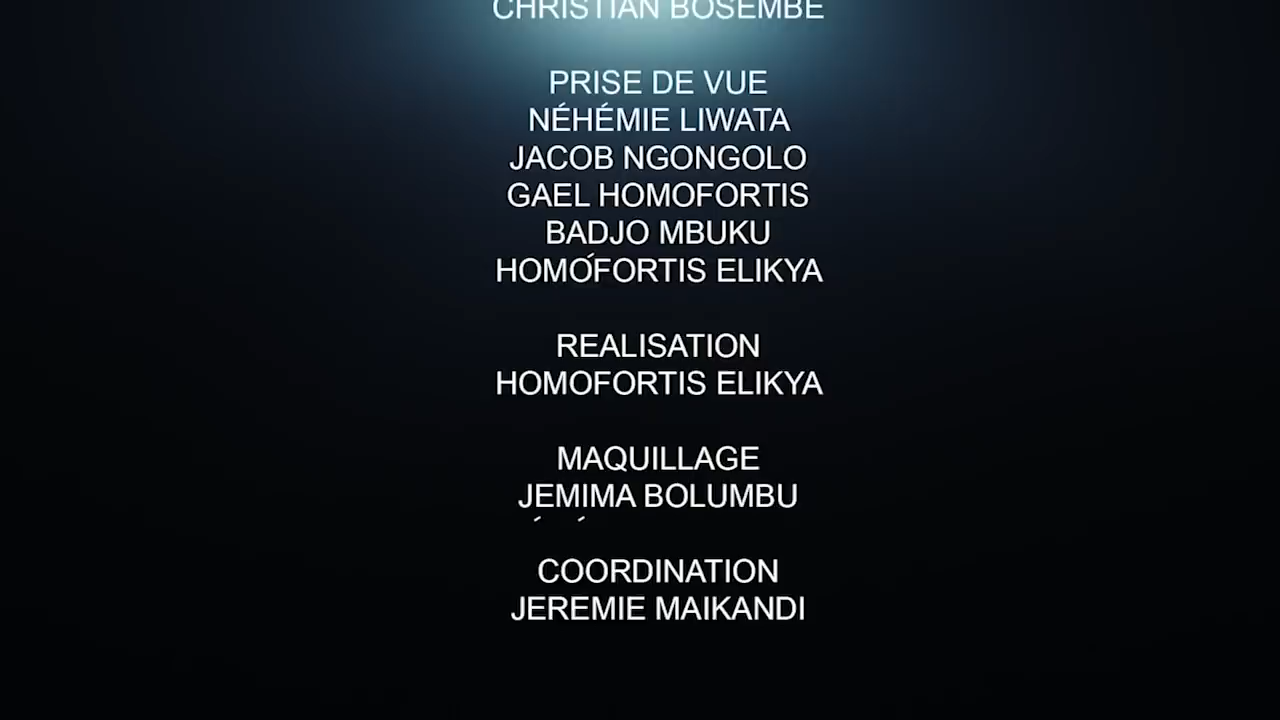 CHRISTIAN BOSEMBE
PRISE DE VUE
NÉHÉMIE LIWATA
JACOB NGONGOLO
GAEL HOMOFORTIS
BADJO MBUKU
HOMOFORTIS ELIKYA
REALISATION
HOMOFORTIS ELIKYA
MAQUILLAGE
JEMIMA BOLUMBU
COORDINATION
JEREMIE MAIKANDI